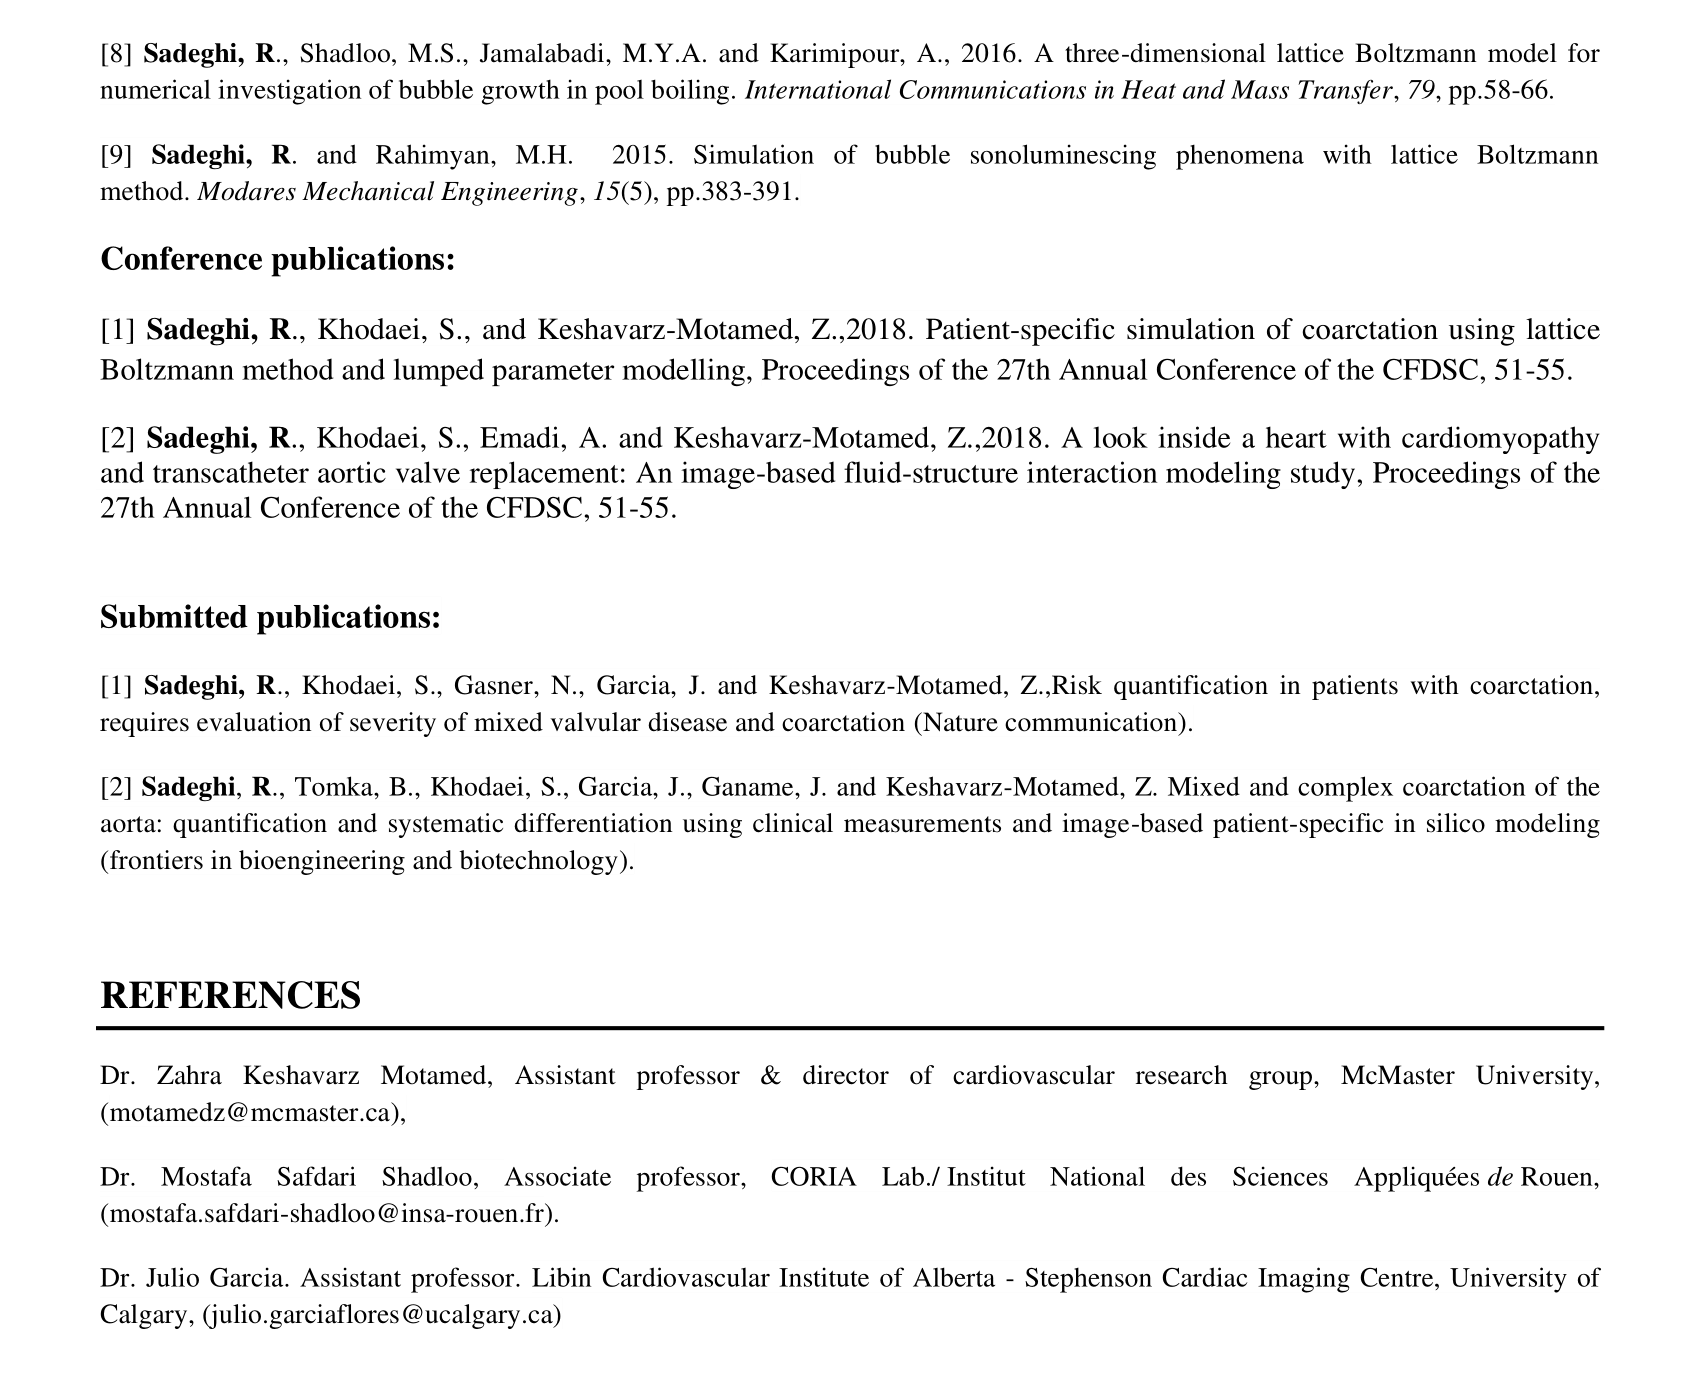 [8] Sadeghi, R., Shadloo, M.S., Jamalabadi, M.Y.A. and Karimipour, A., 2016. A three-dimensional lattice Boltzmann model for
numerical investigation of bubble growth in pool boiling. International Communications in Heat and Mass Transfer, 79, pp.58-66.
[9] Sadeghi, R. and Rahimyan, M.H. 2015. Simulation of bubble sonoluminescing phenomena with lattice Boltzmann
method. Modares Mechanical Engineering, 15(5), pp.383-391.
Conference publications:
[1] Sadeghi, R., Khodaei, S., and Keshavarz-Motamed, Z.,2018. Patient-specific simulation of coarctation using lattice
Boltzmann method and lumped parameter modelling, Proceedings of the 27th Annual Conference of the CFDSC, 51-55.
[2] Sadeghi, R., Khodaei, S., Emadi, A. and Keshavarz-Motamed, Z.,2018. A look inside a heart with cardiomyopathy
and transcatheter aortic valve replacement: An image-based fluid-structure interaction modeling study, Proceedings of the
27th Annual Conference of the CFDSC, 51-55.
Submitted publications:
[1] Sadeghi, R., Khodaei, S., Gasner, N., Garcia, J. and Keshavarz-Motamed, Z.,Risk quantification in patients with coarctation,
requires evaluation of severity of mixed valvular disease and coarctation (Nature communication).
[2] Sadeghi, R., Tomka, B., Khodaei, S., Garcia, J., Ganame, J. and Keshavarz-Motamed, Z. Mixed and complex coarctation of the
aorta: quantification and systematic differentiation using clinical measurements and image-based patient-specific in silico modeling
(frontiers in bioengineering and biotechnology).
REFERENCES
Dr. Zahra Keshavarz Motamed, Assistant professor & director of cardiovascular research group, McMaster University,
(motamedz@mcmaster.ca),
Dr. Mostafa Safdari Shadloo, Associate professor, CORIA Lab./ Institut National des Sciences Appliquées de Rouen,
(mostafa.safdari-shadloo@insa-rouen.fr).
Dr. Julio Garcia. Assistant professor. Libin Cardiovascular Institute of Alberta - Stephenson Cardiac Imaging Centre, University of
Calgary, (julio.garciaflores@ucalgary.ca)